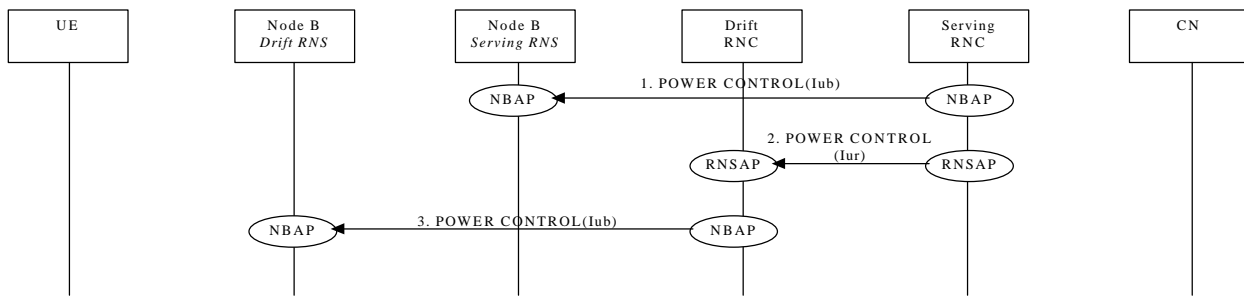 UE
Node B
Drift RNS
Node B
Serving RNS
Drift
RNC
Serving
RNC
CN
1. POWER CONTROL(Iub)
NBAP
NBAP
2. POWER CONTROL
(Iur)
RNSAP
RNSAP
3. POWER CONTROL(Iub)
NBAP
NBAP